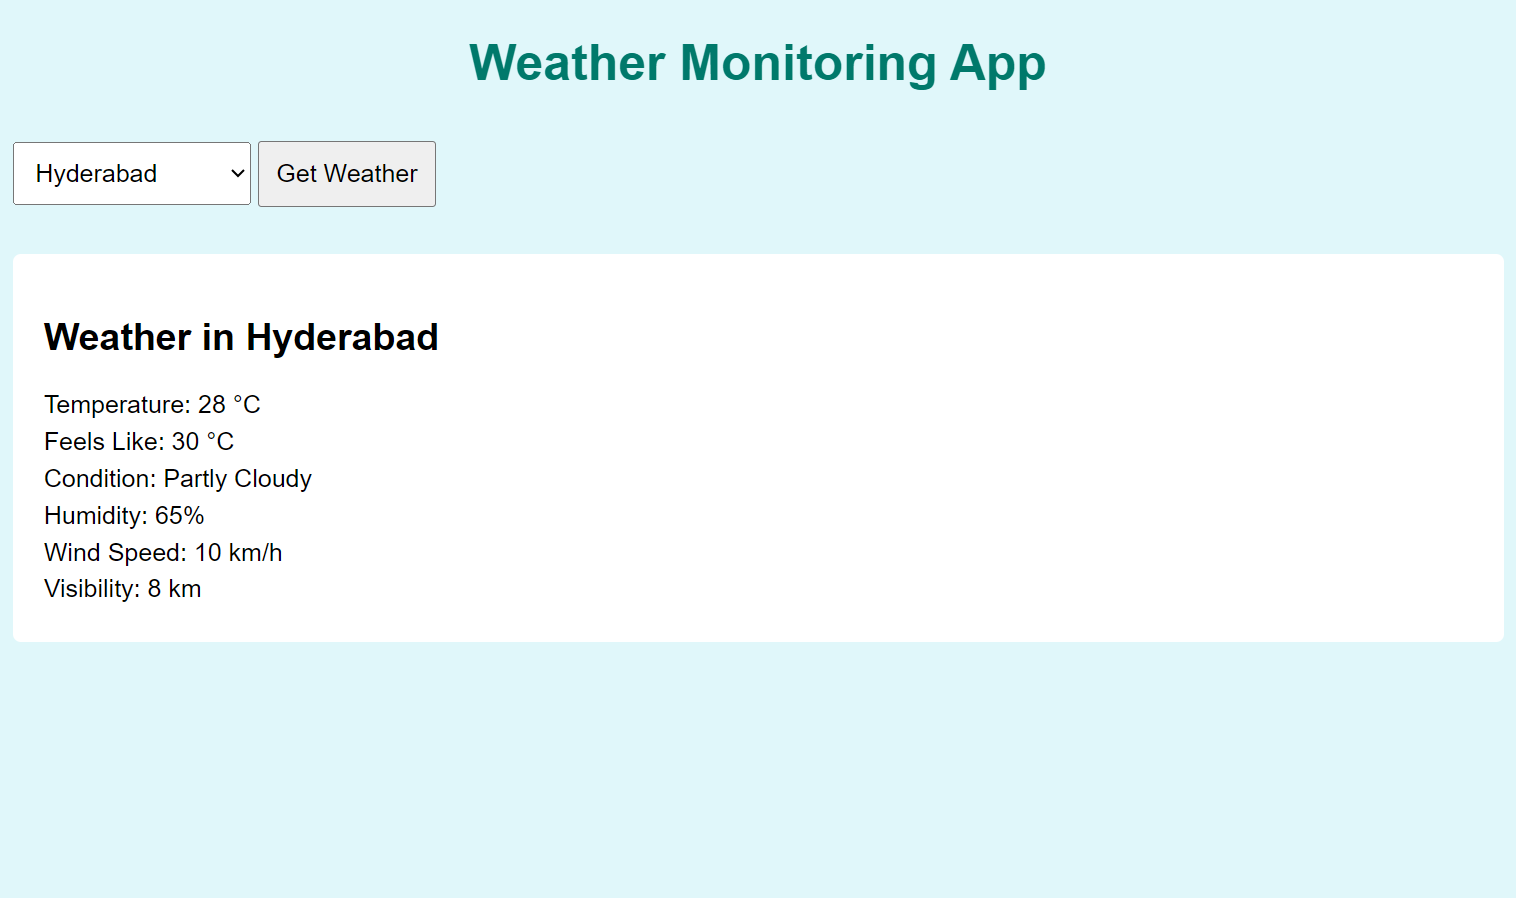 Weather Monitoring App
Hyderabad
Get Weather
Weather in Hyderabad
Temperature: 28 °C
Feels Like: 30 °C
Condition: Partly Cloudy
Humidity: 65%
Wind Speed: 10 km/h
Visibility: 8 km